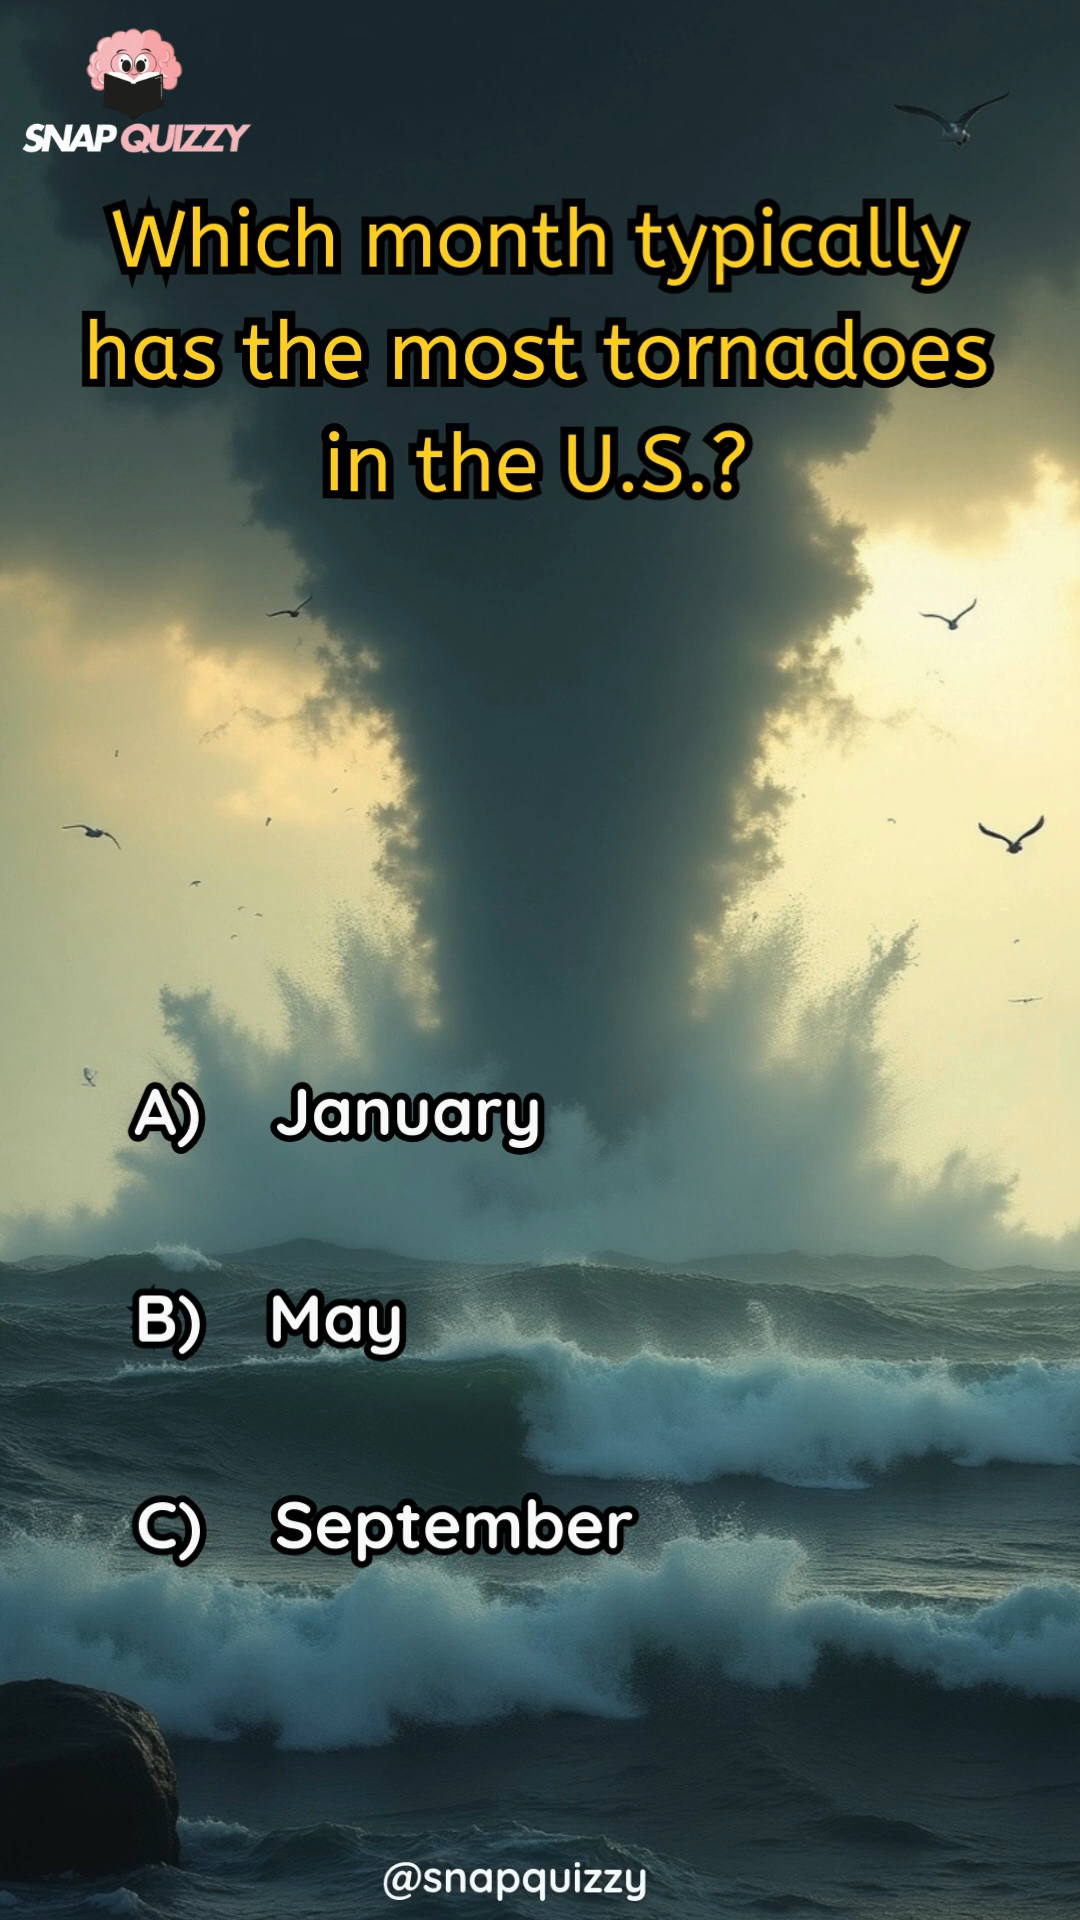 SNAP QUIZZY
Which month typically
has the most tornadoes
in the U.S.?
A) January
B) May
C) September
@snapquizzy